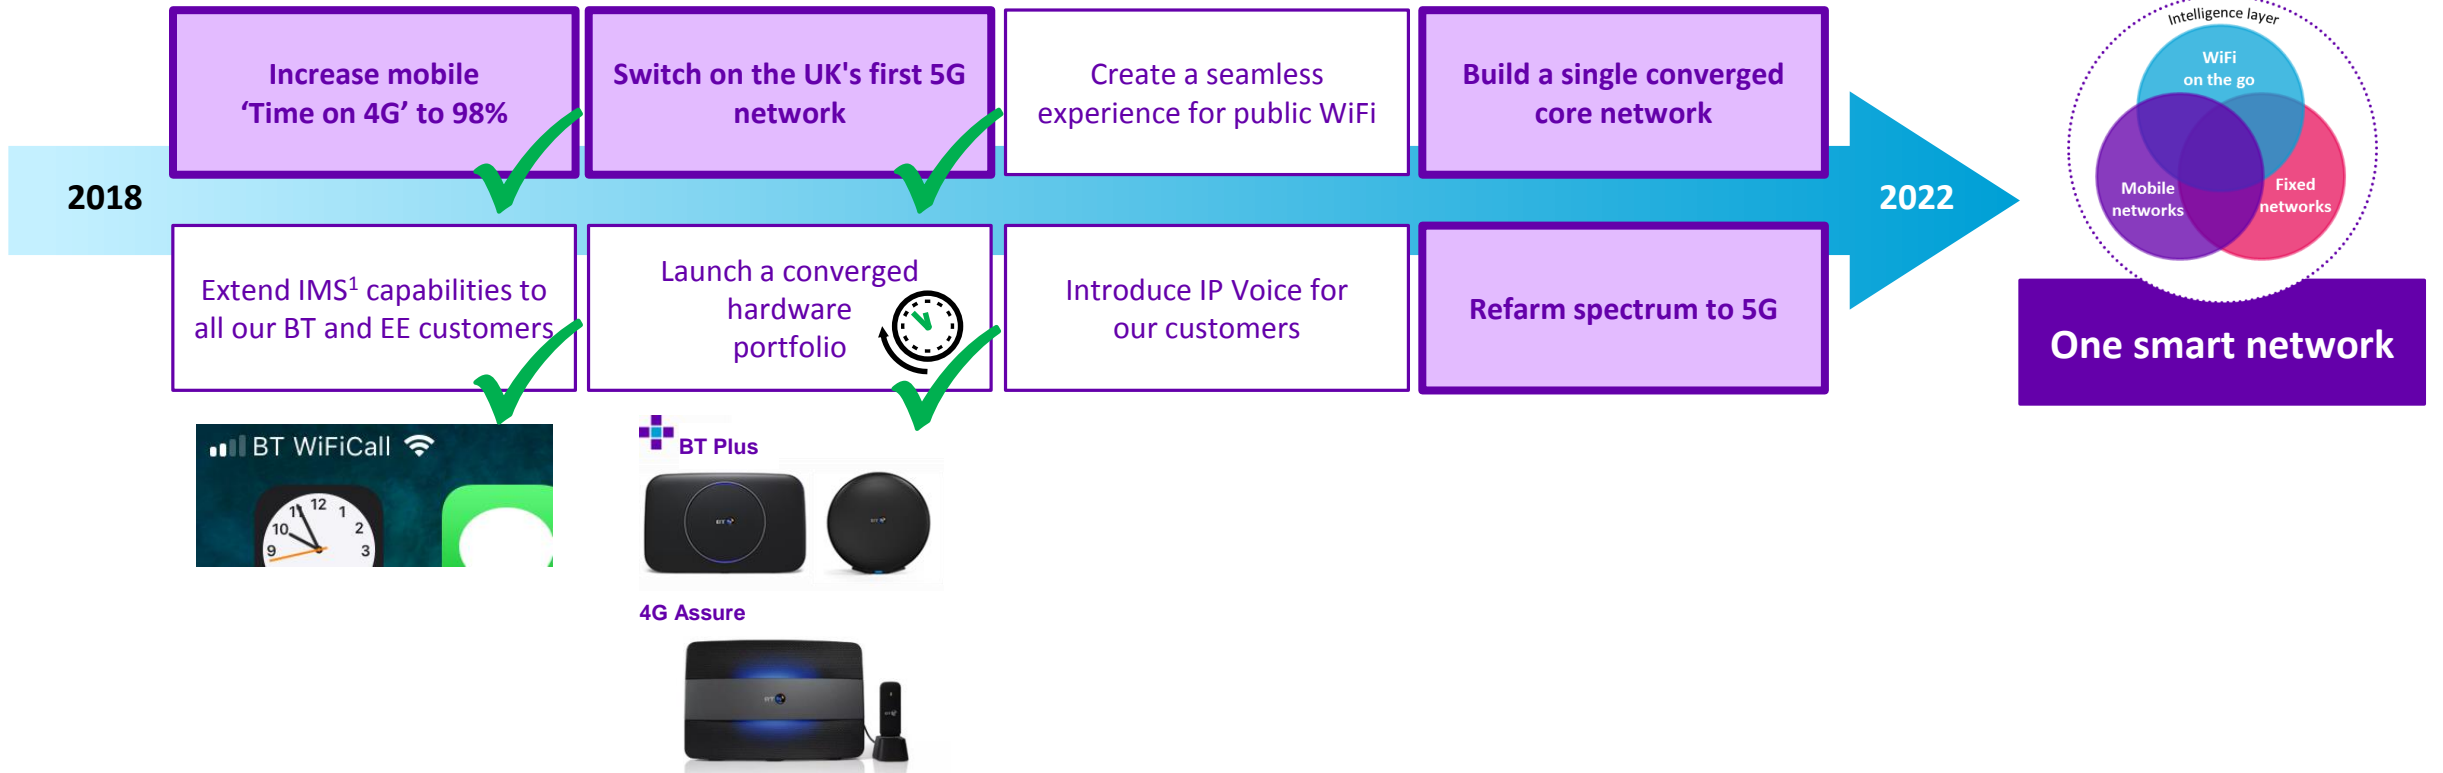 Increase mobile
‘Time on 4G’ to 98%
Switch on the UK's first 5G
network
Create a seamless
experience for public WiFi
Build a single converged
core network
2018
2022
Extend IMS¹ capabilities to
all our BT and EE customers
Launch a converged
hardware
portfolio
Introduce IP Voice for
our customers
Refarm spectrum to 5G
Intelligence layer
WiFi
on the go
Mobile
networks
Fixed
networks
One smart network
BT WiFiCall
11 12 1
10 2
9 3
BT Plus
BT
BT
4G Assure
BT
BT